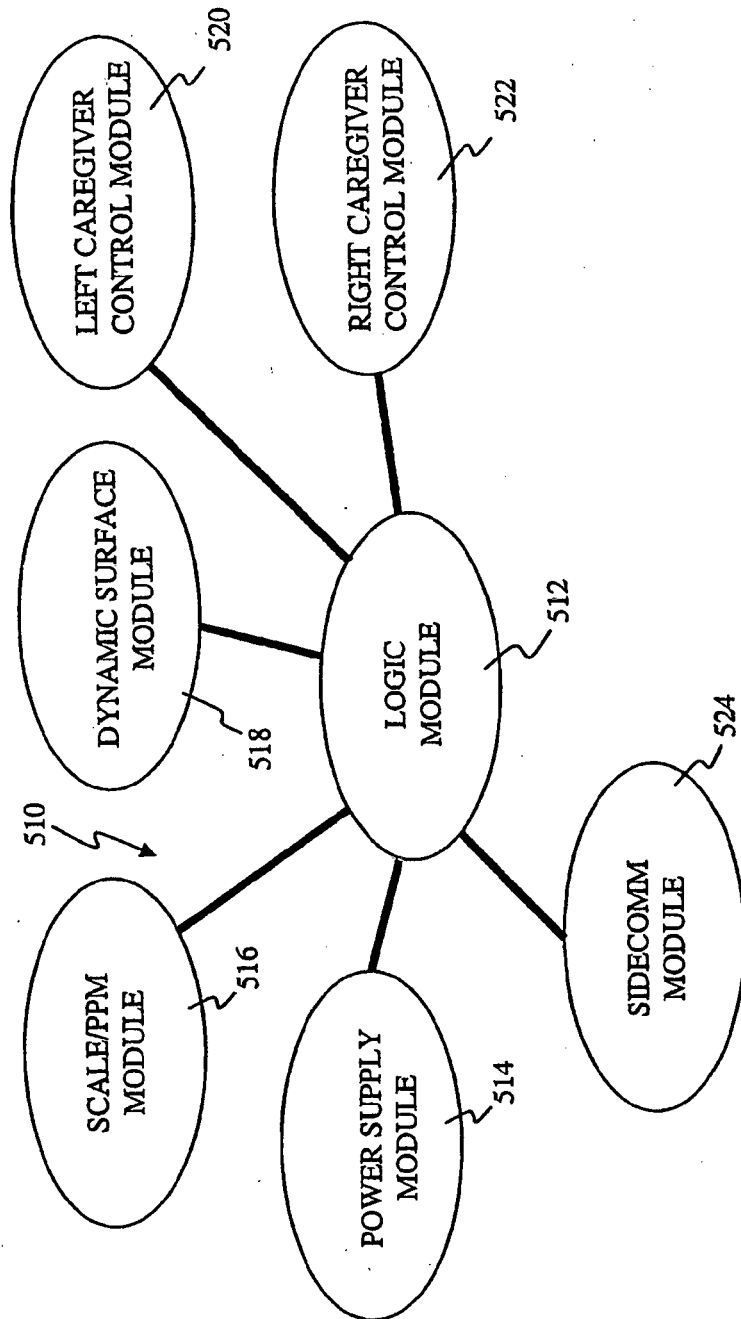 510
SCALE/PPM
MODULE
516
DYNAMIC SURFACE
MODULE
518
LEFT CAREGIVER
CONTROL MODULE
520
POWER SUPPLY
MODULE
514
LOGIC
MODULE
512
RIGHT CAREGIVER
CONTROL MODULE
522
SIDECOMM
MODULE
524